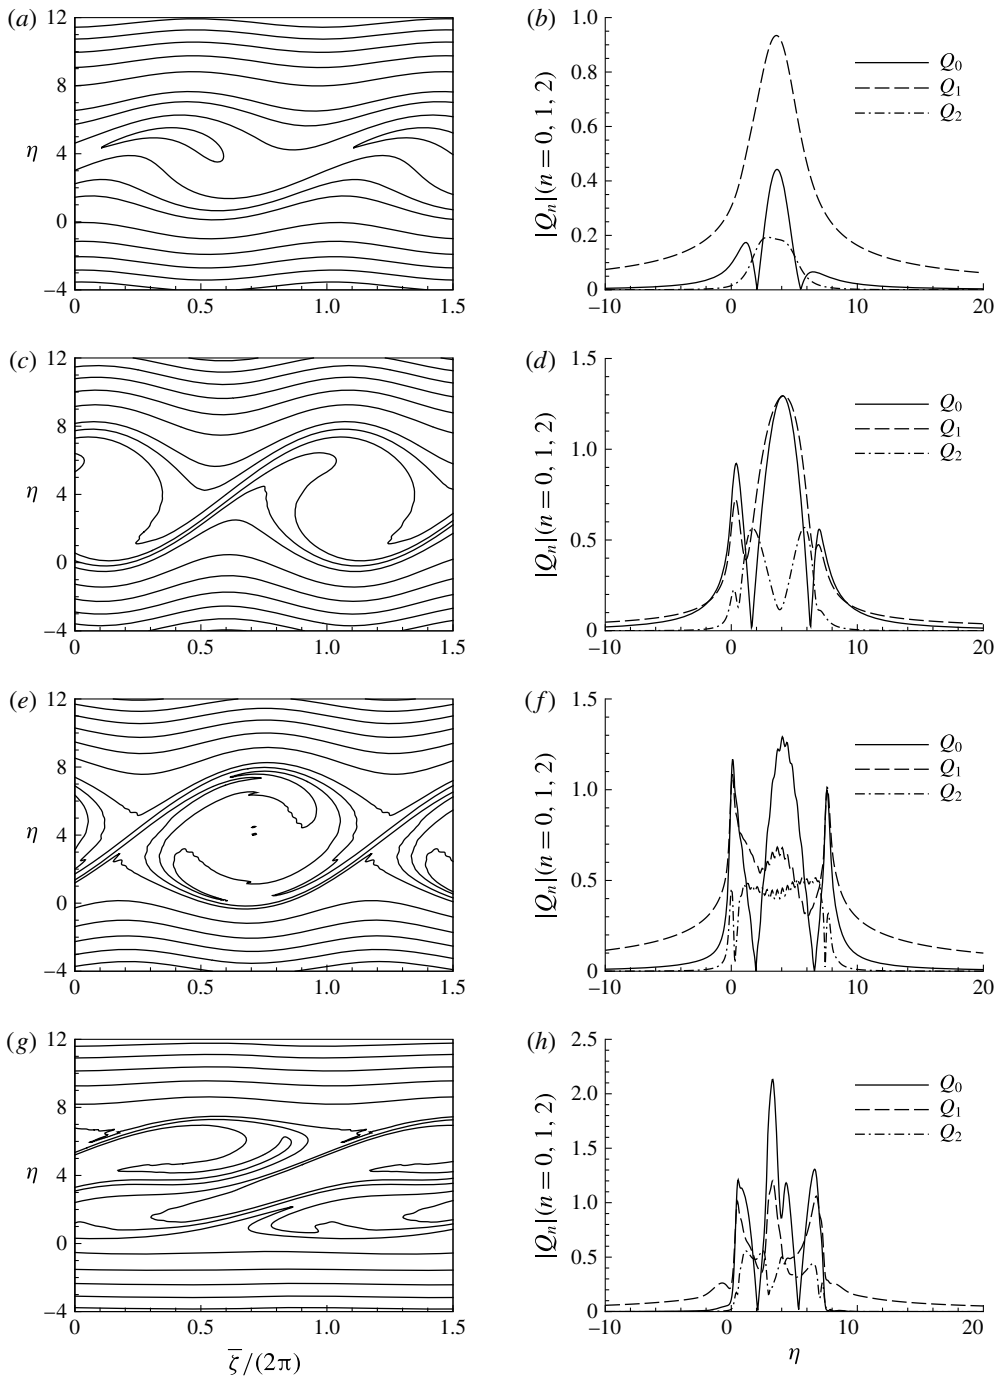 (a) 12 8 η 4 0 −4 0 0.5 1.0 1.5
(b) 1.0 0.8 0.6 0.4 0.2 0 −10 0 10 20
|Qn|(n = 0, 1, 2)
Q0
Q1
Q2
(c) 12 8 η 4 0 −4 0 0.5 1.0 1.5
(d) 1.5 1.0 0.5 0 −10 0 10 20
|Qn|(n = 0, 1, 2)
Q0
Q1
Q2
(e) 12 8 η 4 0 −4 0 0.5 1.0 1.5
(f) 1.5 1.0 0.5 0 −10 0 10 20
|Qn|(n = 0, 1, 2)
Q0
Q1
Q2
(g) 12 8 η 4 0 −4 0 0.5 1.0 1.5
ζ̅/(2π)
(h) 2.5 2.0 1.5 1.0 0.5 0 −10 0 10 20
|Qn|(n = 0, 1, 2)
Q0
Q1
Q2
η